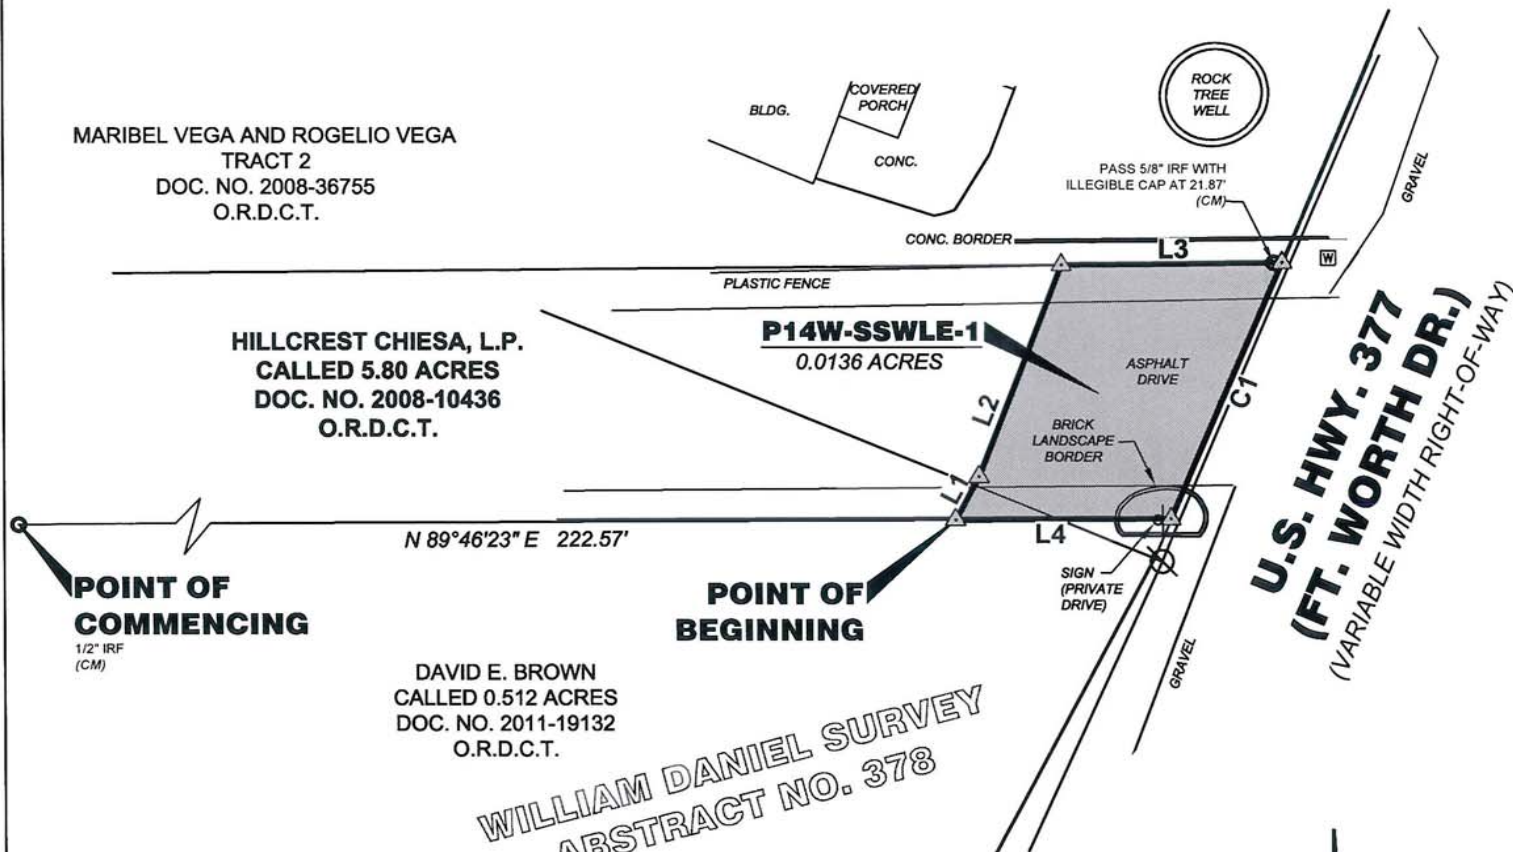 MARIBEL VEGA AND ROGELIO VEGA
TRACT 2
DOC. NO. 2008-36755
O.R.D.C.T.
BLDG.
COVERED
PORCH
CONC.
ROCK
TREE
WELL
PASS 5/8" IRF WITH
ILLEGIBLE CAP AT 21.87'
(CM)
GRAVEL
CONC. BORDER
L3
W
PLASTIC FENCE
HILLCREST CHIESA, L.P.
CALLED 5.80 ACRES
DOC. NO. 2008-10436
O.R.D.C.T.
P14W-SSWLE-1
0.0136 ACRES
ASPHALT
DRIVE
L2
C1
BRICK
LANDSCAPE
BORDER
U.S. HWY. 377
(FT. WORTH DR.)
(VARIABLE WIDTH RIGHT-OF-WAY)
L1
N 89°46'23" E 222.57'
L4
POINT OF
COMMENCING
1/2" IRF
(CM)
POINT OF
BEGINNING
SIGN
(PRIVATE
DRIVE)
GRAVEL
DAVID E. BROWN
CALLED 0.512 ACRES
DOC. NO. 2011-19132
O.R.D.C.T.
WILLIAM DANIEL SURVEY
ABSTRACT NO. 378